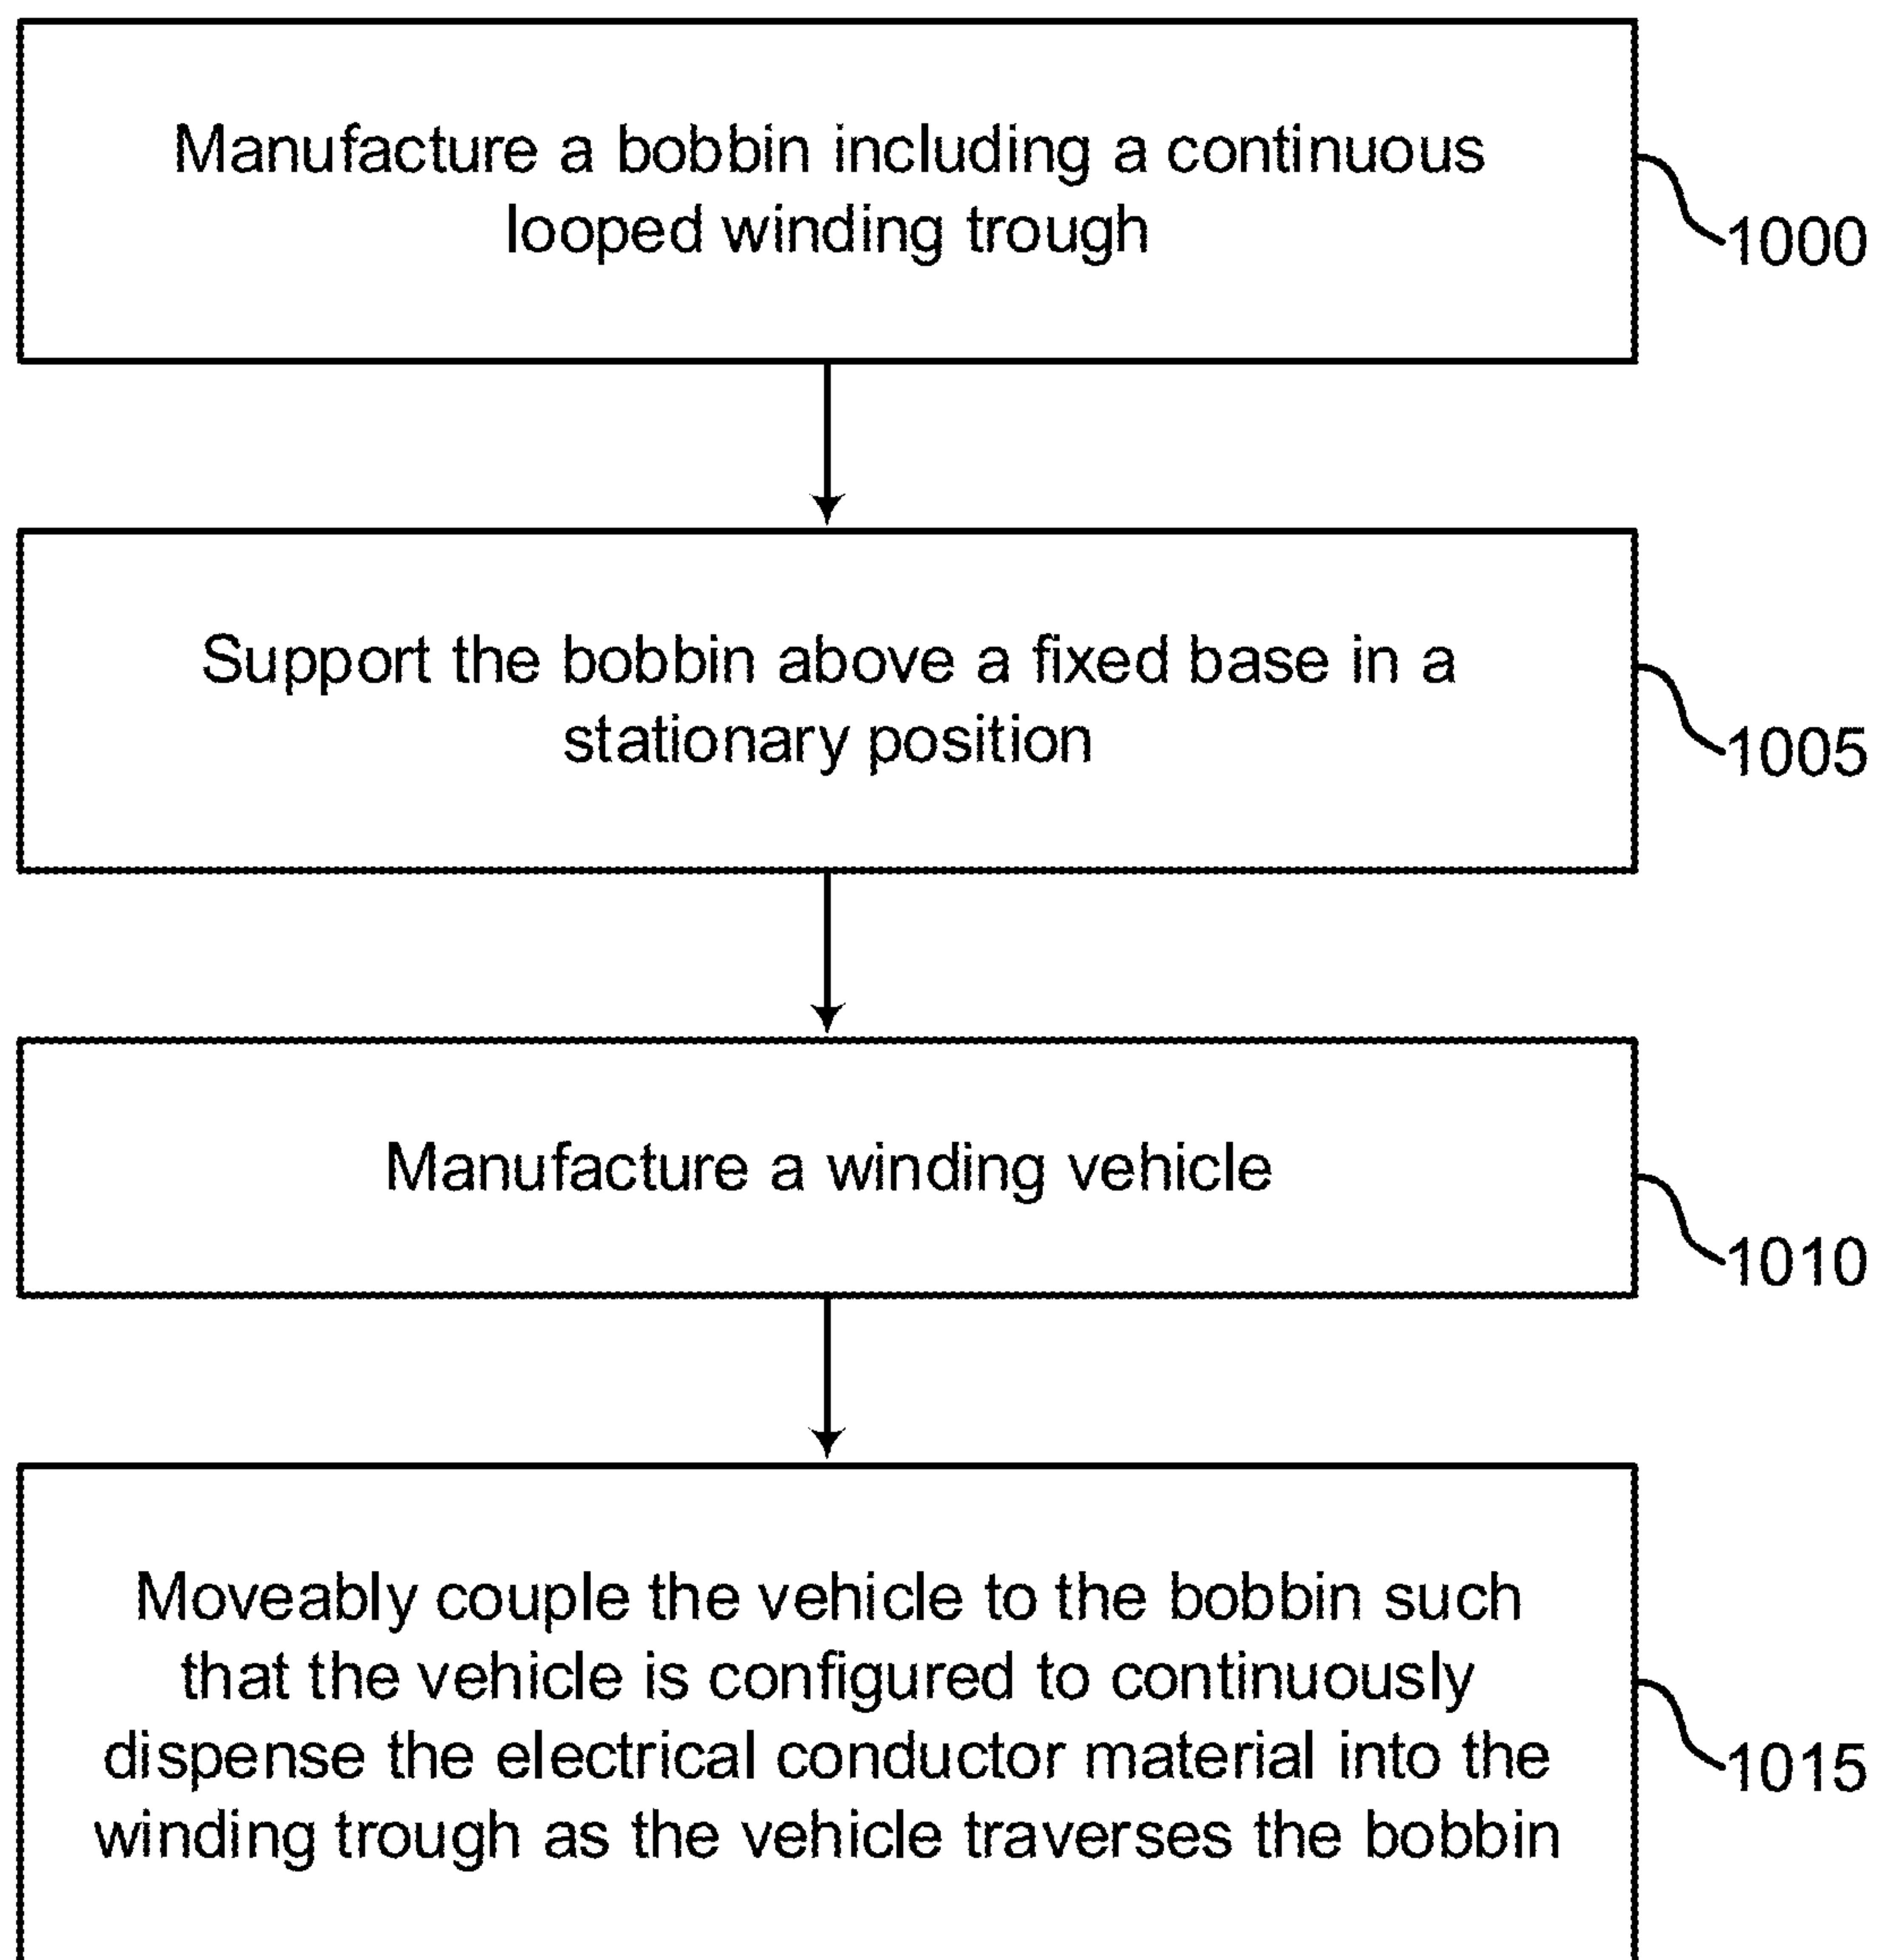 Manufacture a bobbin including a continuous
looped winding trough
1000
Support the bobbin above a fixed base in a
stationary position
1005
Manufacture a winding vehicle
1010
Moveably couple the vehicle to the bobbin such
that the vehicle is configured to continuously
dispense the electrical conductor material into the
winding trough as the vehicle traverses the bobbin
1015